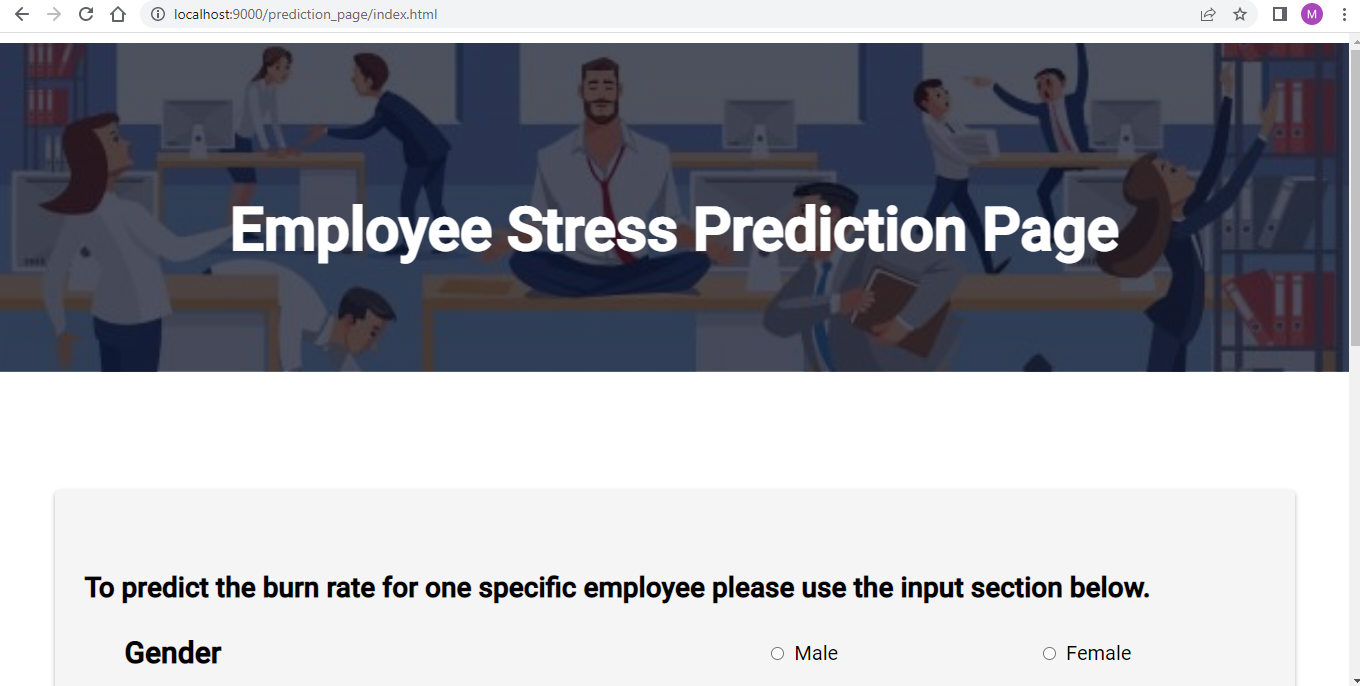 localhost:9000/prediction_page/index.html
M
Employee Stress Prediction Page
To predict the burn rate for one specific employee please use the input section below.
Gender
Male
Female